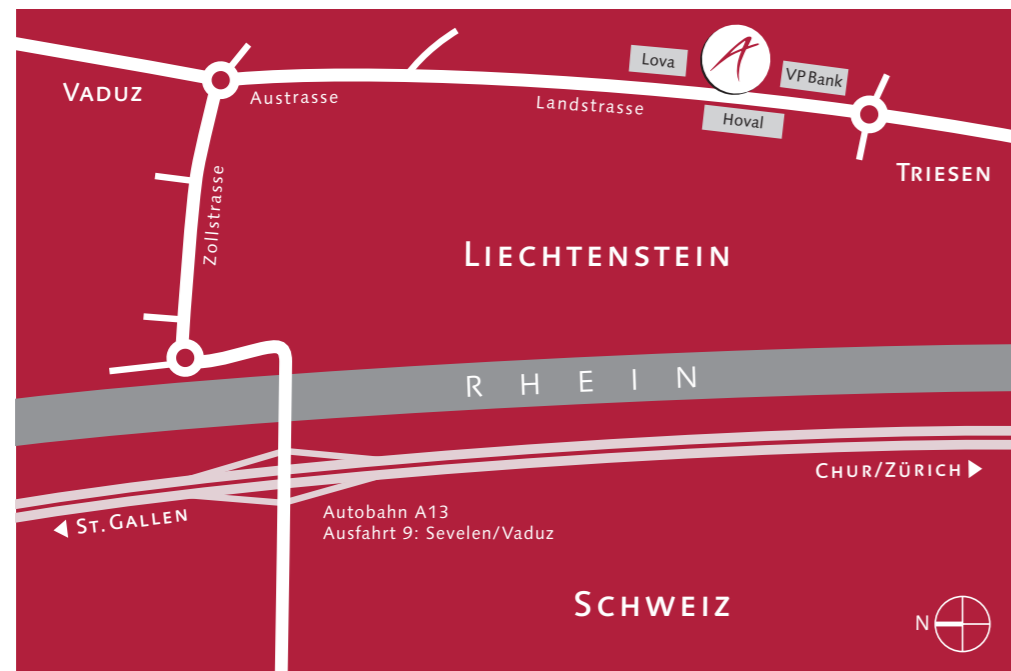 Lova
VP Bank
VADUZ
Austrasse
Landstrasse
Hoval
TRIESEN
Zollstrasse
LIECHTENSTEIN
RHEIN
CHUR/ZÜRICH
ST. GALLEN
Autobahn A13
Ausfahrt 9: Sevelen/Vaduz
SCHWEIZ
N